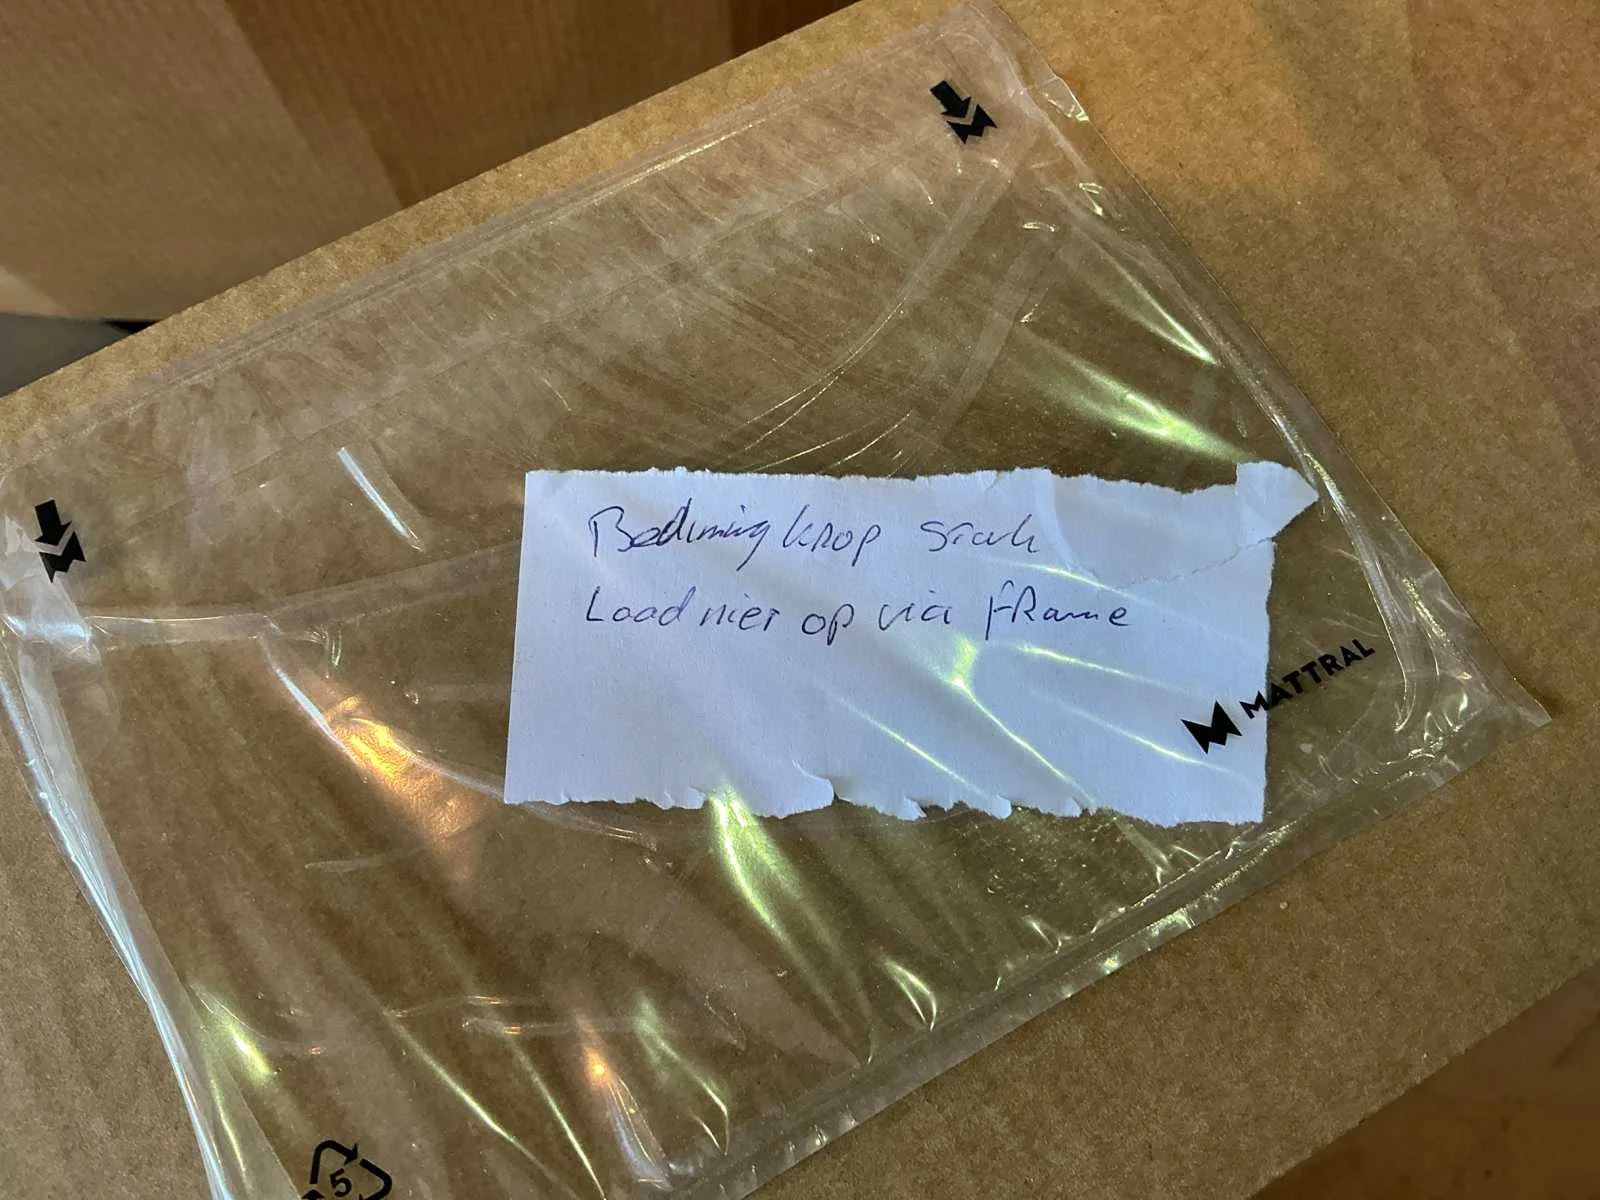 Bediening knop stuk
Laad niet op via frame
MATTRAL
5